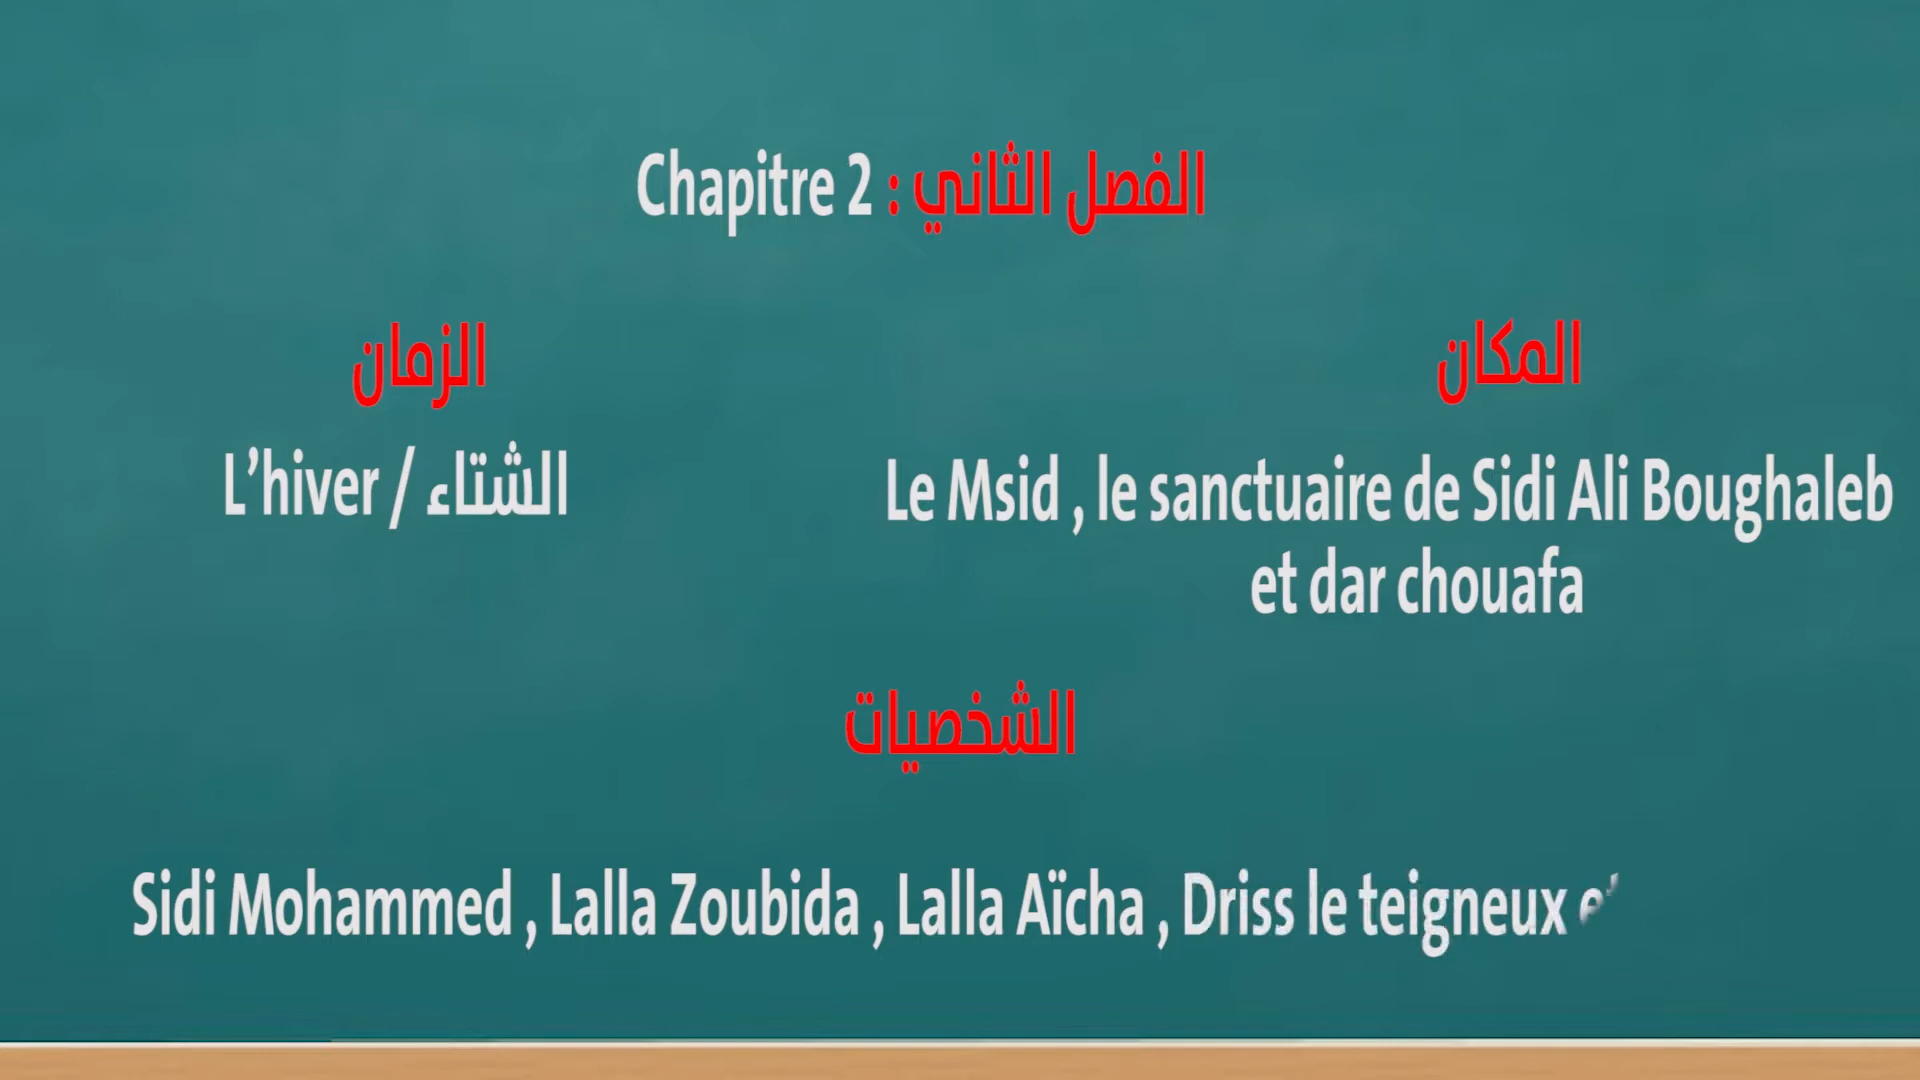 Chapitre 2 : الفصل الثاني
الزمان
المكان
L’hiver / الشتاء
Le Msid , le sanctuaire de Sidi Ali Boughaleb
et dar chouafa
الشخصيات
Sidi Mohammed , Lalla Zoubida , Lalla Aïcha , Driss le teigneux